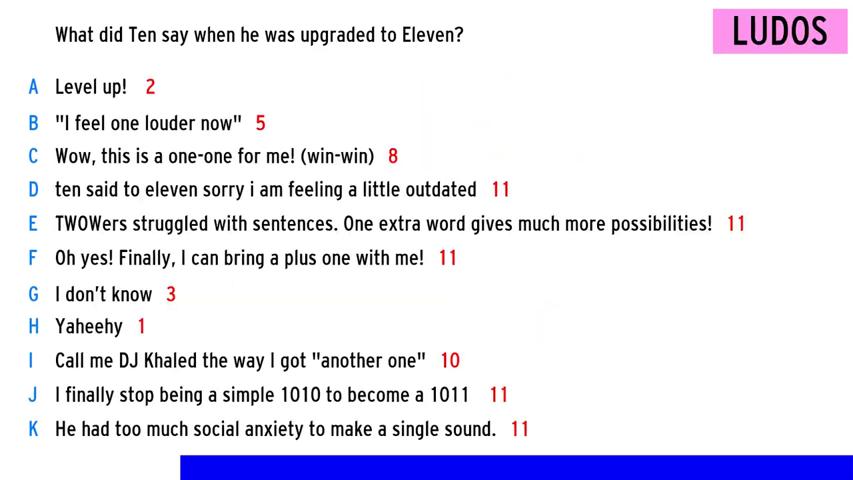 What did Ten say when he was upgraded to Eleven?
LUDOS
A Level up! 2
B "I feel one louder now" 5
C Wow, this is a one-one for me! (win-win) 8
D ten said to eleven sorry i am feeling a little outdated 11
E TWOWers struggled with sentences. One extra word gives much more possibilities! 11
F Oh yes! Finally, I can bring a plus one with me! 11
G I don’t know 3
H Yaheehy 1
I Call me DJ Khaled the way I got "another one" 10
J I finally stop being a simple 1010 to become a 1011 11
K He had too much social anxiety to make a single sound. 11